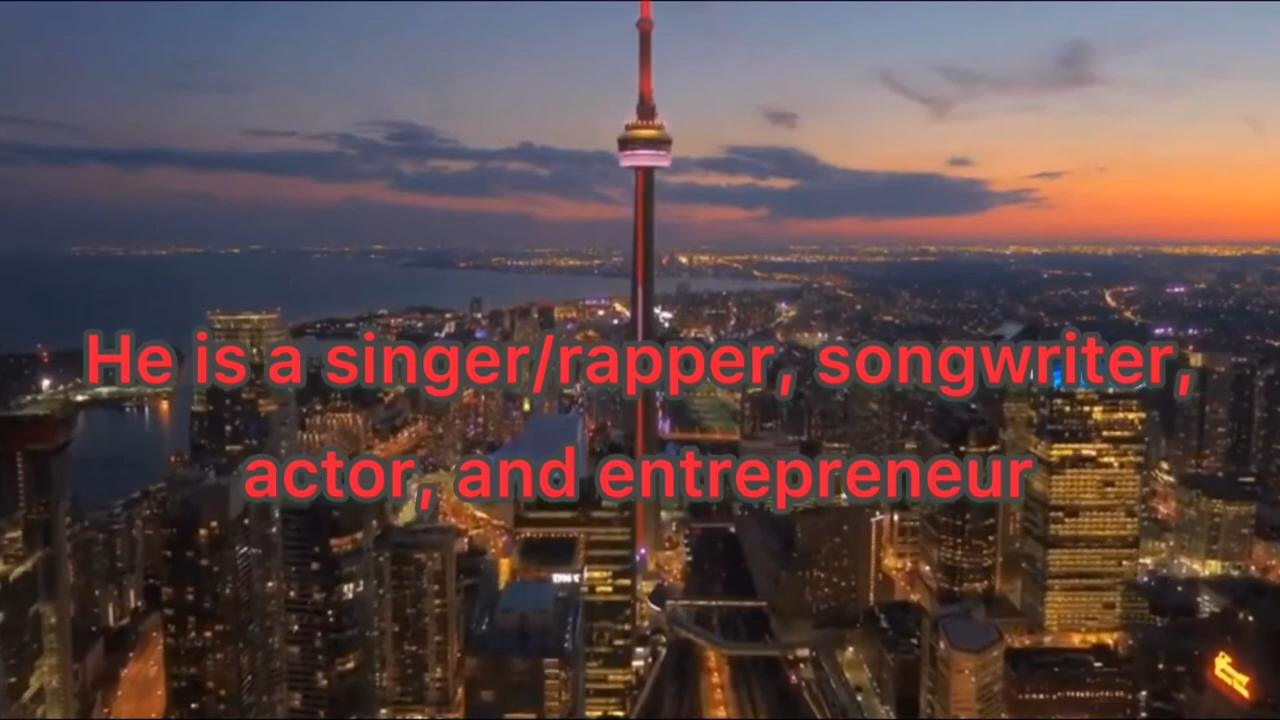 He is a singer/rapper, songwriter,
actor, and entrepreneur